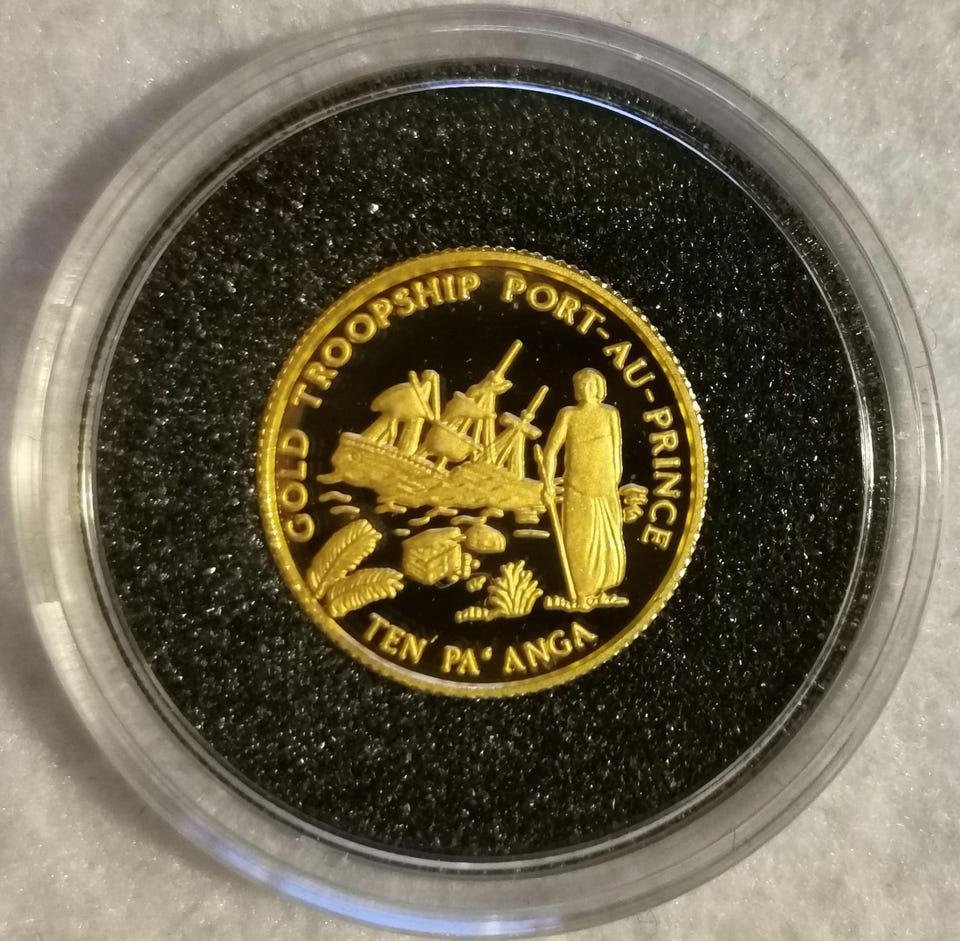 GOLD TROOPSHIP PORT-AU-PRINCE
TEN PA‘ANGA